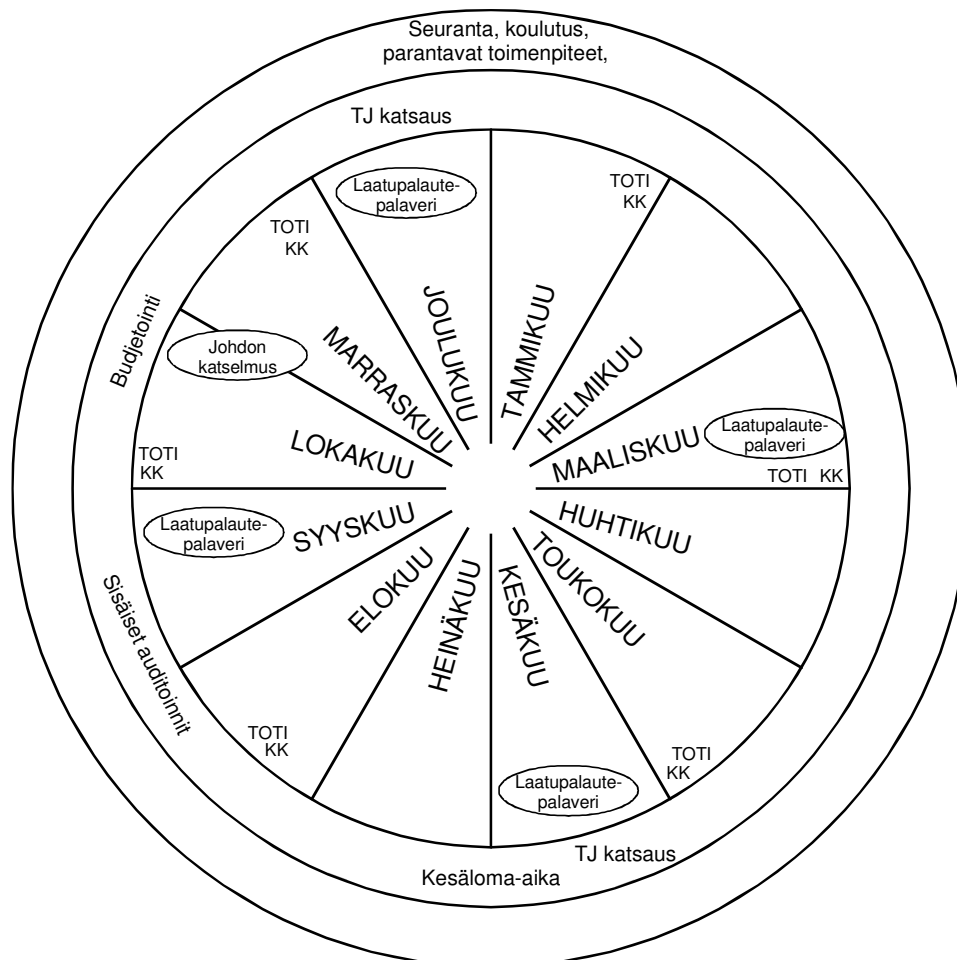 Seuranta, koulutus,
parantavat toimenpiteet,
TJ katsaus
Laatupalaute-
palaveri
JOULUKUU
TOTI
KK
TAMMIKUU
HELMIKUU
MAALISKUU
Laatupalaute-
palaveri
TOTI KK
HUHTIKUU
TOUKOKUU
TOTI
KK
KESÄKUU
Laatupalaute-
palaveri
TJ katsaus
Kesäloma-aika
HEINÄKUU
ELOKUU
TOTI
KK
Sisäiset auditoinnit
SYYSKUU
Laatupalaute-
palaveri
LOKAKUU
TOTI
KK
Budjetointi
Johdon
katselmus
MARRASKUU
TOTI
KK